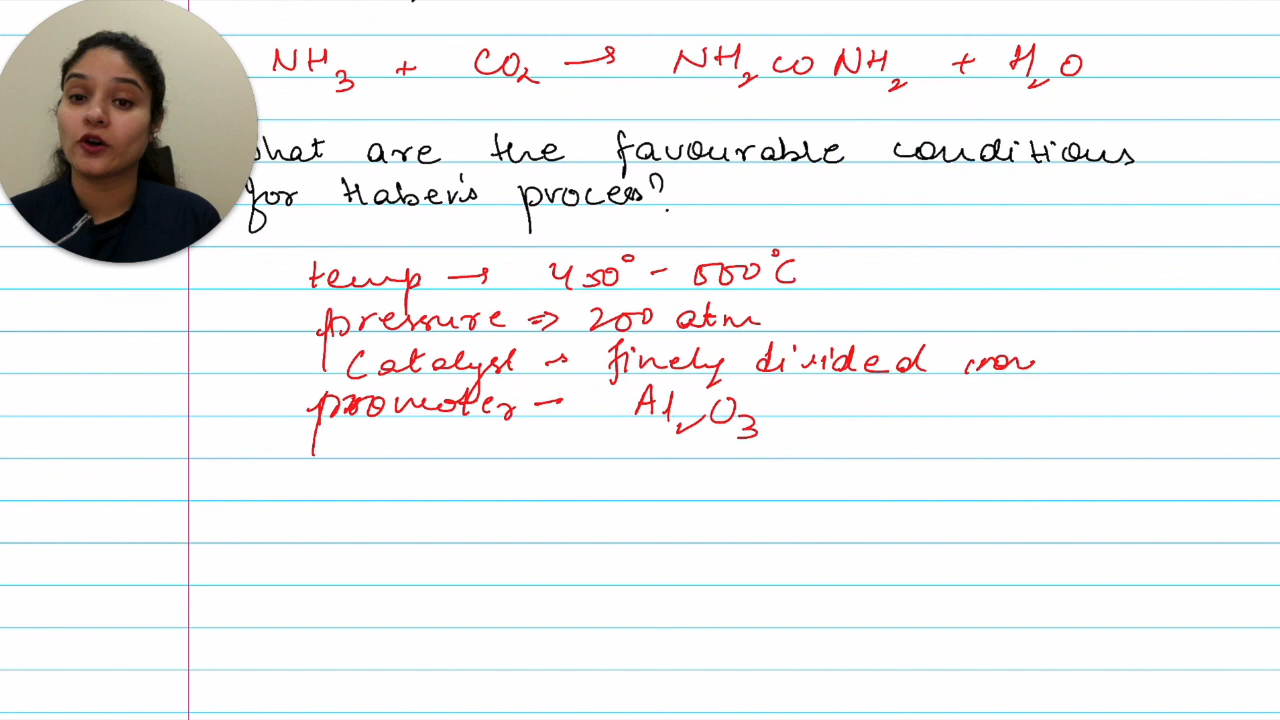 NH₃ + CO₂ → NH₂CONH₂ + H₂O
what are the favourable conditions
for Haber's process?
temp → 450° - 500°C
pressure ⇒ 200 atm
Catalyst → finely divided iron
promoter - Al₂O₃